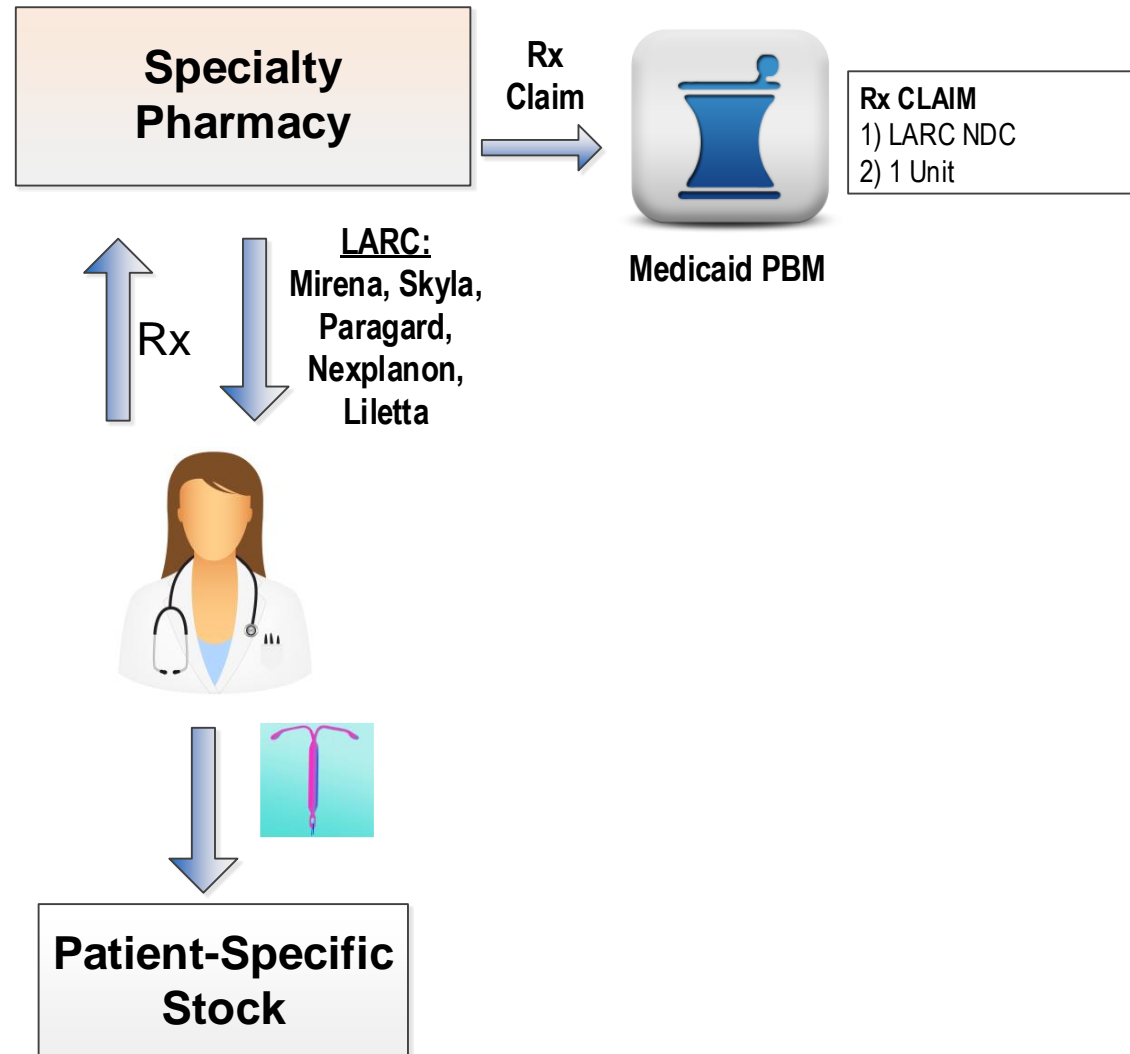 Specialty
Pharmacy
Rx
Claim
Rx CLAIM
1) LARC NDC
2) 1 Unit
Medicaid PBM
Rx
LARC:
Mirena, Skyla,
Paragard,
Nexplanon,
Liletta
Patient-Specific
Stock